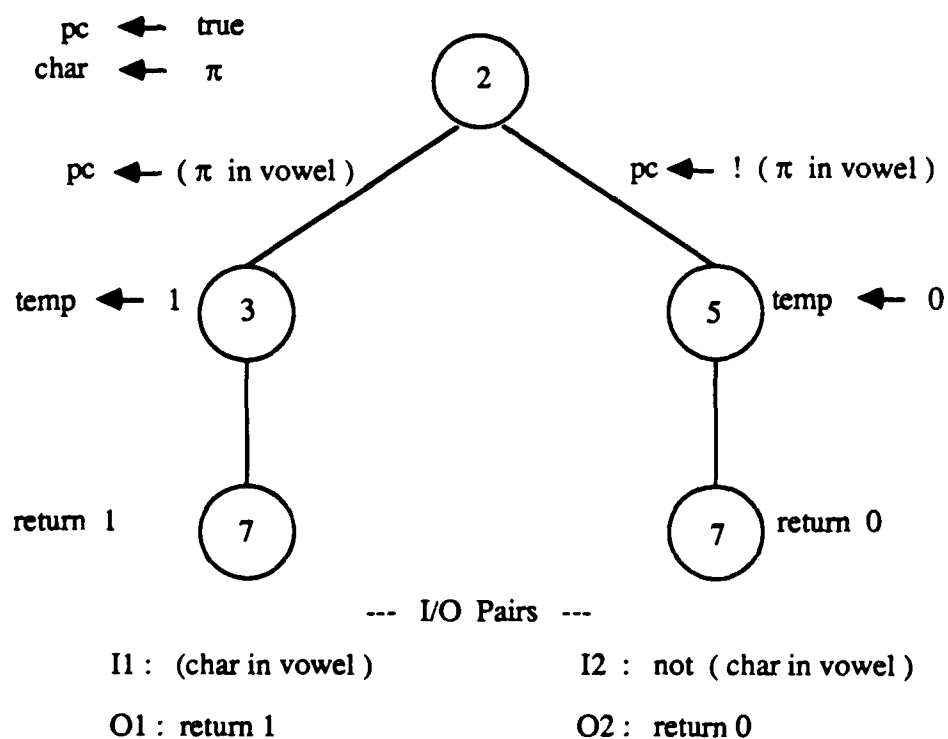 pc ← true
char ← π
2
pc ← ( π in vowel )
pc ← ! ( π in vowel )
temp ← 1
3
5
temp ← 0
return 1
7
7
return 0
--- I/O Pairs ---
I1 : (char in vowel )
I2 : not ( char in vowel )
O1 : return 1
O2 : return 0